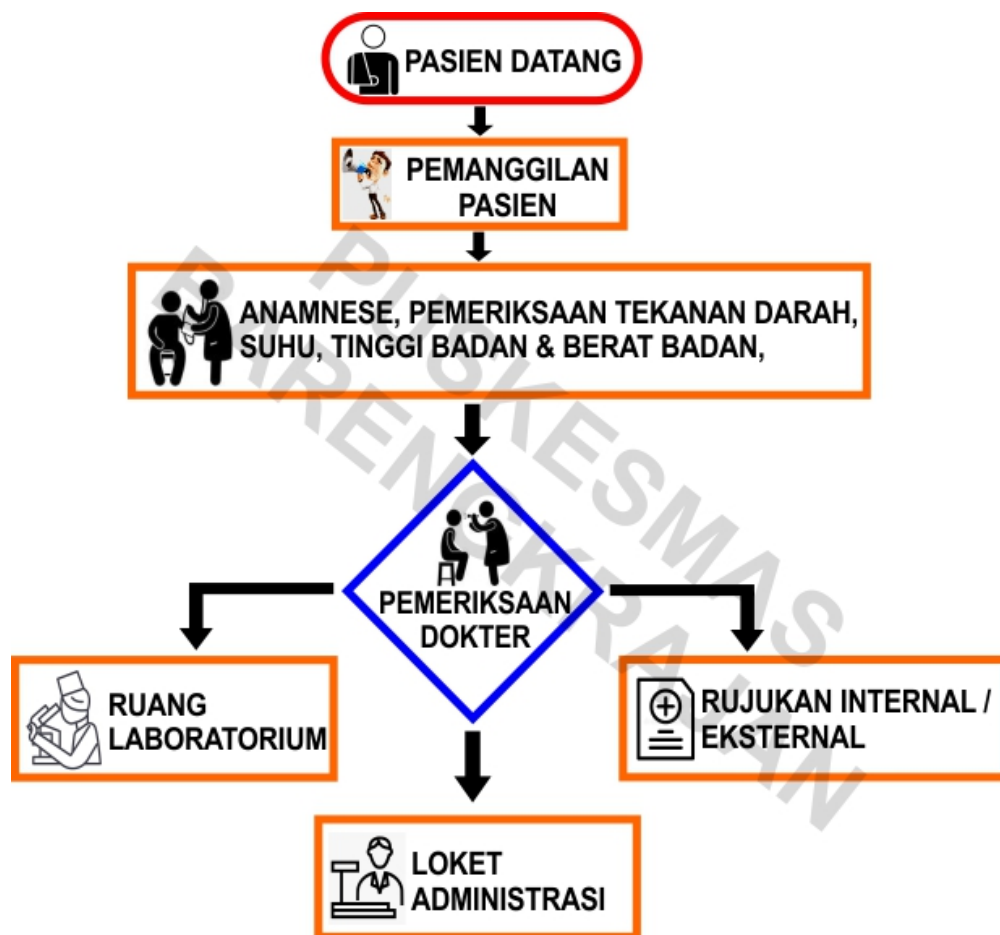 PASIEN DATANG
PEMANGGILAN
PASIEN
ANAMNESE, PEMERIKSAAN TEKANAN DARAH,
SUHU, TINGGI BADAN & BERAT BADAN,
PEMERIKSAAN
DOKTER
RUANG
LABORATORIUM
RUJUKAN INTERNAL /
EKSTERNAL
LOKET
ADMINISTRASI
PUSKESMAS
BARENGKRAJAN